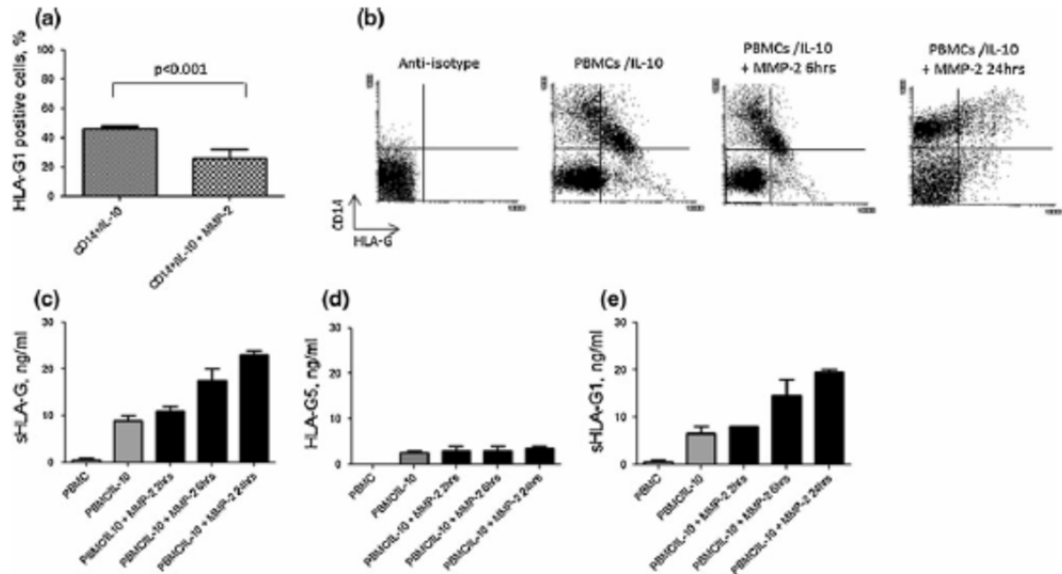 (a)
HLA-G1 positive cells, %
100
80
60
40
20
0
p<0.001
CD14+/IL-10
CD14+/IL-10 + MMP-2
(b)
Anti-isotype
PBMCs /IL-10
PBMCs /IL-10
+ MMP-2 6hrs
PBMCs /IL-10
+ MMP-2 24hrs
CD14
HLA-G
1000
1000
1000
1000
(c)
sHLA-G, ng/ml
30
20
10
0
PBMC
PBMC/IL-10
PBMC/IL-10 + MMP-2 2hrs
PBMC/IL-10 + MMP-2 6hrs
PBMC/IL-10 + MMP-2 24hrs
(d)
HLA-G5, ng/ml
30
20
10
0
PBMC
PBMC/IL-10
PBMC/IL-10 + MMP-2 2hrs
PBMC/IL-10 + MMP-2 6hrs
PBMC/IL-10 + MMP-2 24hrs
(e)
sHLA-G1, ng/ml
30
20
10
0
PBMC
PBMC/IL-10
PBMC/IL-10 + MMP-2 2hrs
PBMC/IL-10 + MMP-2 6hrs
PBMC/IL-10 + MMP-2 24hrs